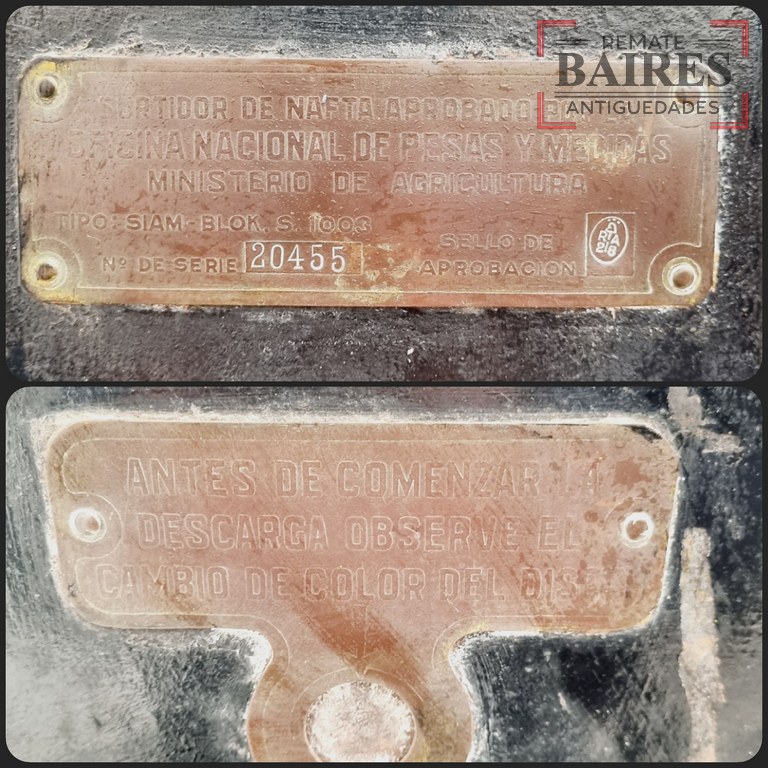 REMATE
BAIRES
ANTIGUEDADES
SURTIDOR DE NAFTA APROBADO
OFICINA NACIONAL DE PESAS Y MEDIDAS
MINISTERIO DE AGRICULTURA
TIPO: SIAM-BLOK. S. 1003
Nº DE SERIE 20455
SELLO DE
APROBACION
ANTES DE COMENZAR LA
DESCARGA OBSERVE EL
CAMBIO DE COLOR DEL